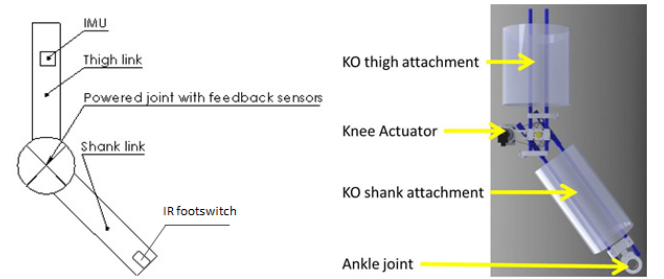 IMU
Thigh link
Powered joint with feedback sensors
Shank link
IR footswitch
KO thigh attachment
Knee Actuator
KO shank attachment
Ankle joint